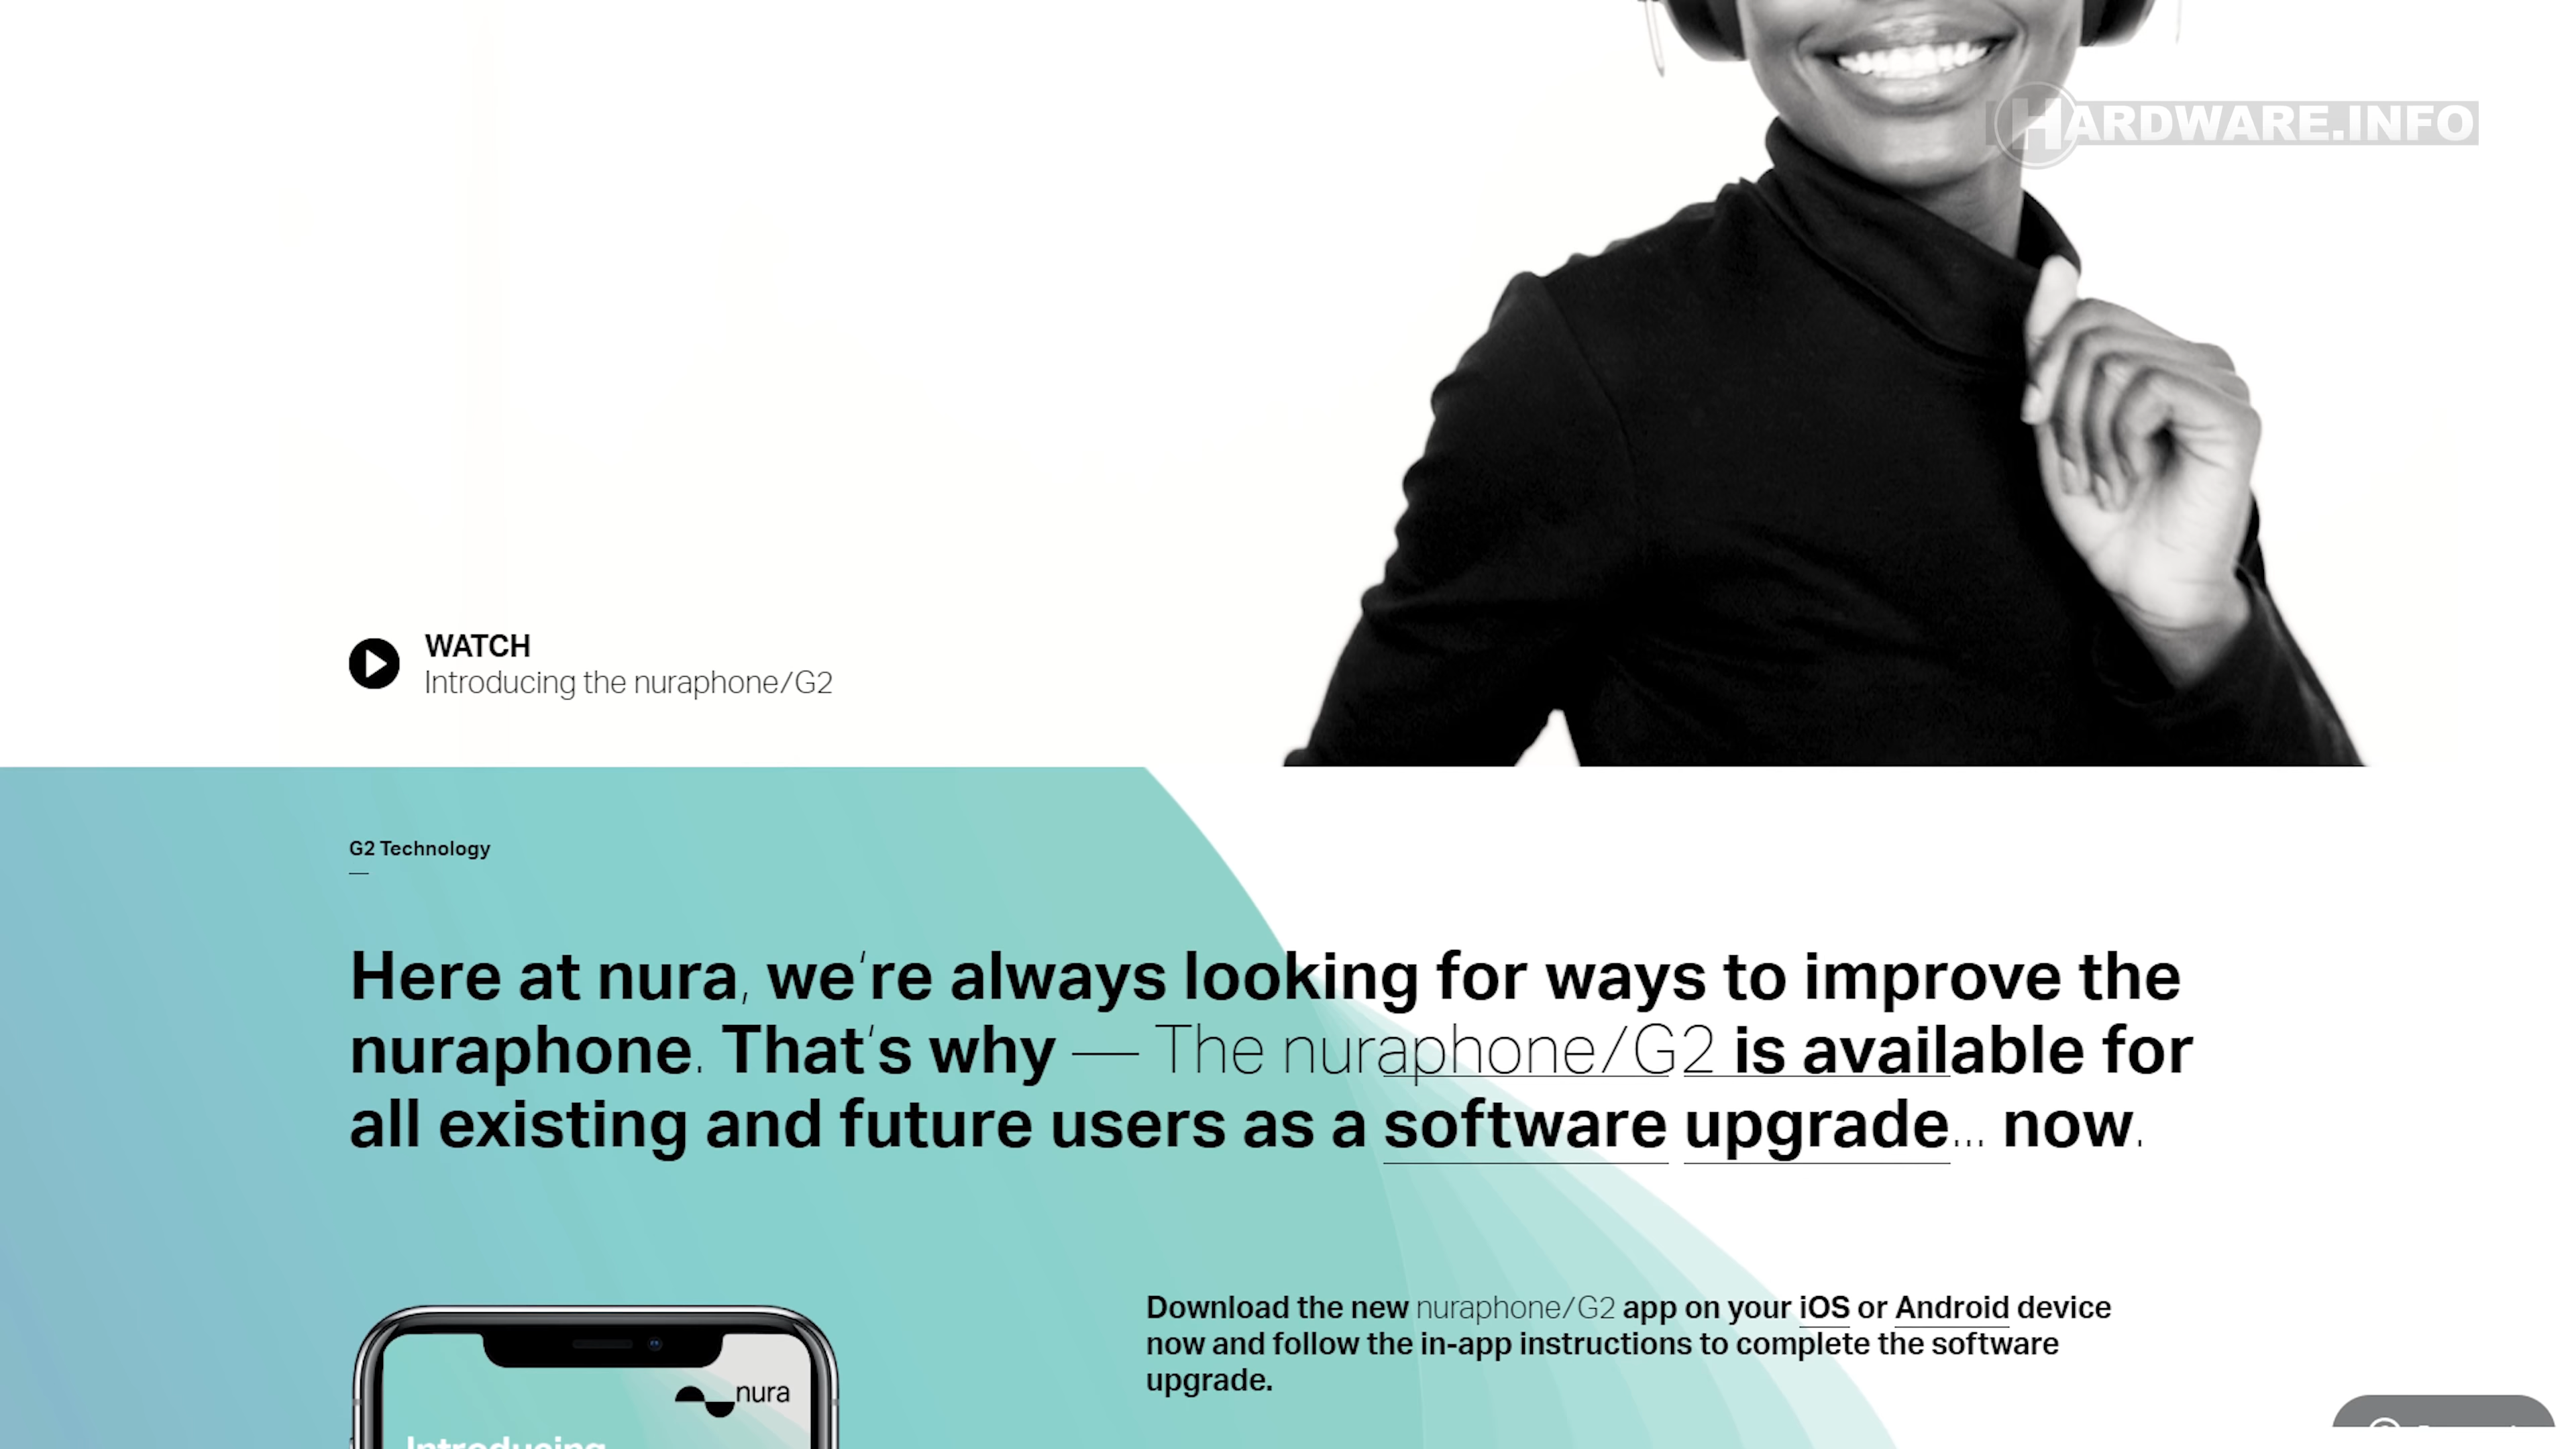 HARDWARE.INFO
WATCH
Introducing the nuraphone/G2
G2 Technology
Here at nura, we're always looking for ways to improve the
nuraphone. That's why — The nuraphone/G2 is available for
all existing and future users as a software upgrade... now.
Download the new nuraphone/G2 app on your iOS or Android device
now and follow the in-app instructions to complete the software
upgrade.
nura
Introducing